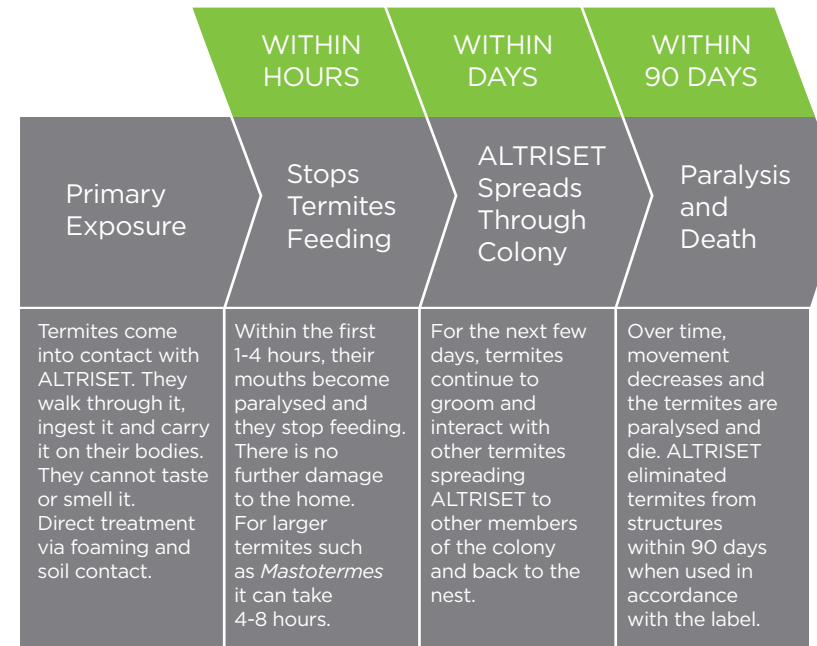 WITHIN
HOURS
WITHIN
DAYS
WITHIN
90 DAYS
Primary
Exposure
Stops
Termites
Feeding
ALTRISET
Spreads
Through
Colony
Paralysis
and
Death
Termites come
into contact with
ALTRISET. They
walk through it,
ingest it and carry
it on their bodies.
They cannot taste
or smell it.
Direct treatment
via foaming and
soil contact.
Within the first
1-4 hours, their
mouths become
paralysed and
they stop feeding.
There is no
further damage
to the home.
For larger
termites such
as Mastotermes
it can take
4-8 hours.
For the next few
days, termites
continue to
groom and
interact with
other termites
spreading
ALTRISET to
other members
of the colony
and back to the
nest.
Over time,
movement
decreases and
the termites are
paralysed and
die. ALTRISET
eliminated
termites from
structures
within 90 days
when used in
accordance
with the label.